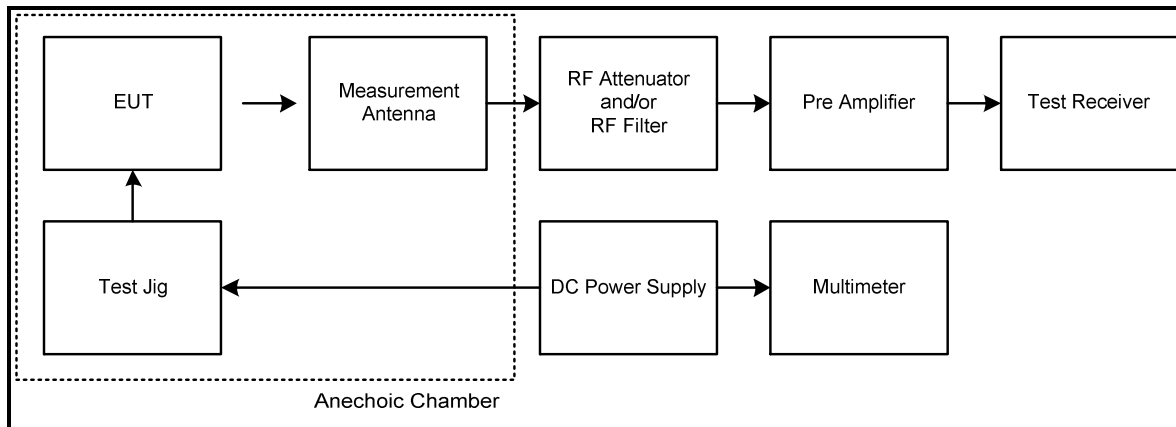 EUT
Measurement
Antenna
RF Attenuator
and/or
RF Filter
Pre Amplifier
Test Receiver
Test Jig
DC Power Supply
Multimeter
Anechoic Chamber